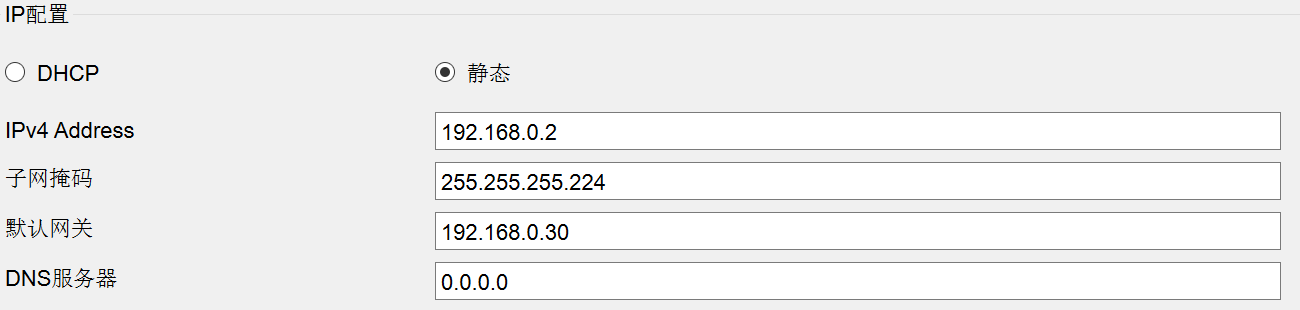 IP配置
DHCP 静态
IPv4 Address 192.168.0.2
子网掩码 255.255.255.224
默认网关 192.168.0.30
DNS服务器 0.0.0.0